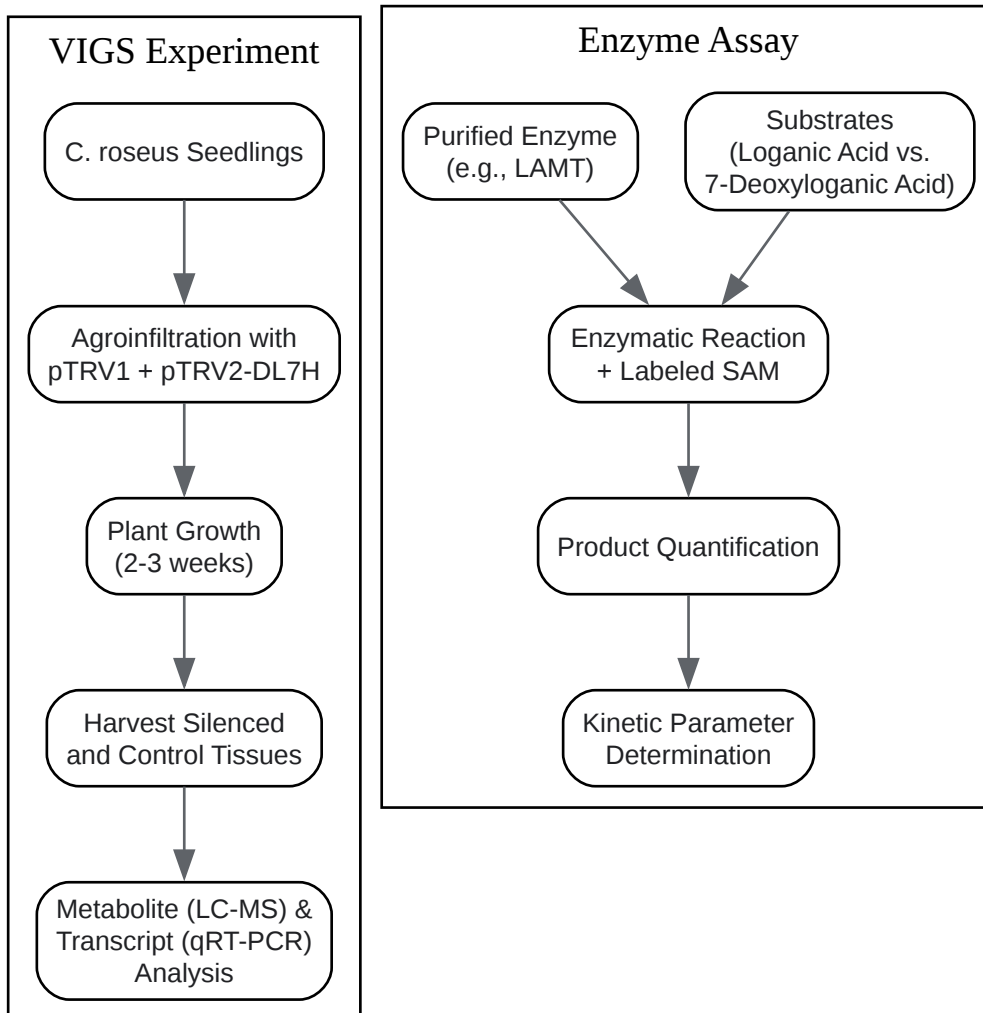 VIGS Experiment
C. roseus Seedlings
Agroinfiltration with
pTRV1 + pTRV2-DL7H
Plant Growth
(2-3 weeks)
Harvest Silenced
and Control Tissues
Metabolite (LC-MS) &
Transcript (qRT-PCR)
Analysis
Enzyme Assay
Purified Enzyme
(e.g., LAMT)
Substrates
(Loganic Acid vs.
7-Deoxyloganic Acid)
Enzymatic Reaction
+ Labeled SAM
Product Quantification
Kinetic Parameter
Determination